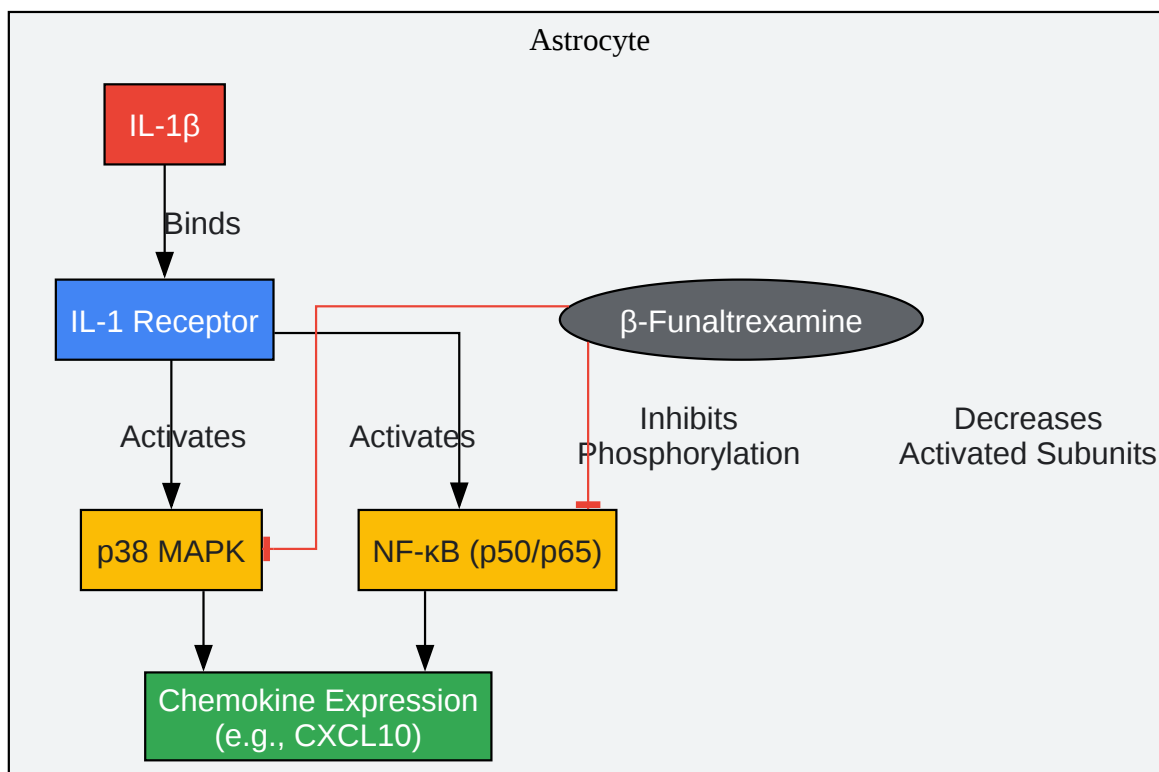 Astrocyte
IL-1β
Binds
IL-1 Receptor
β-Funaltrexamine
Activates
Activates
Inhibits
Phosphorylation
Decreases
Activated Subunits
p38 MAPK
NF-κB (p50/p65)
Chemokine Expression
(e.g., CXCL10)